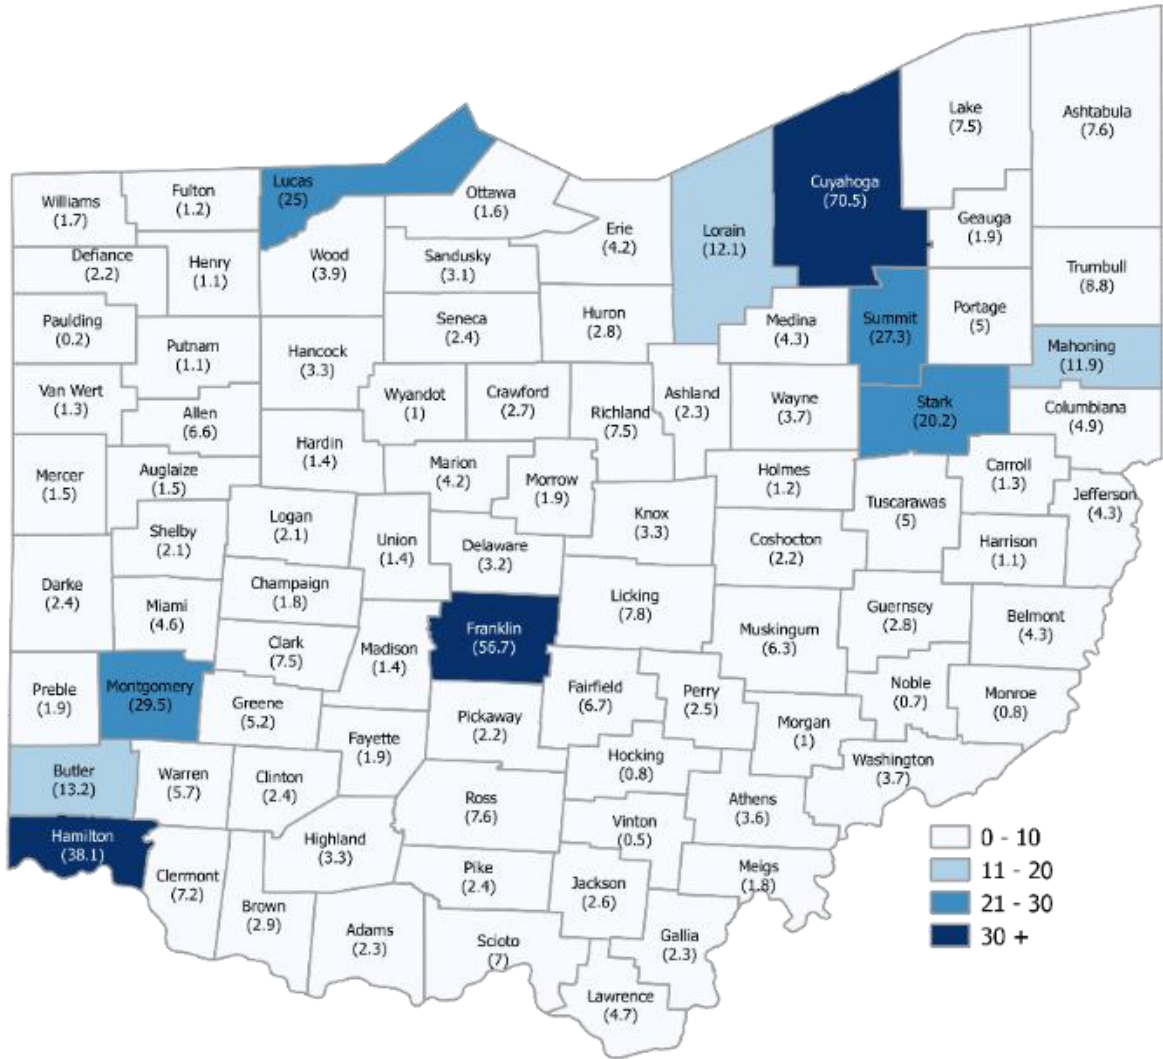 Lake
(7.5)
Ashtabula
(7.6)
Cuyahoga
(70.5)
Lucas
(25)
Ottawa
(1.6)
Fulton
(1.2)
Williams
(1.7)
Geauga
(1.9)
Erie
(4.2)
Lorain
(12.1)
Wood
(3.9)
Sandusky
(3.1)
Defiance
(2.2)
Henry
(1.1)
Trumbull
(8.8)
Portage
(5)
Summit
(27.3)
Medina
(4.3)
Huron
(2.8)
Seneca
(2.4)
Paulding
(0.2)
Putnam
(1.1)
Hancock
(3.3)
Mahoning
(11.9)
Van Wert
(1.3)
Allen
(6.6)
Wyandot
(1)
Crawford
(2.7)
Richland
(7.5)
Ashland
(2.3)
Wayne
(3.7)
Stark
(20.2)
Columbiana
(4.9)
Hardin
(1.4)
Mercer
(1.5)
Auglaize
(1.5)
Marion
(4.2)
Morrow
(1.9)
Holmes
(1.2)
Carroll
(1.3)
Tuscarawas
(5)
Jefferson
(4.3)
Logan
(2.1)
Shelby
(2.1)
Union
(1.4)
Delaware
(3.2)
Knox
(3.3)
Coshocton
(2.2)
Harrison
(1.1)
Darke
(2.4)
Miami
(4.6)
Champaign
(1.8)
Licking
(7.8)
Guernsey
(2.8)
Belmont
(4.3)
Clark
(7.5)
Madison
(1.4)
Franklin
(56.7)
Muskingum
(6.3)
Preble
(1.9)
Montgomery
(29.5)
Greene
(5.2)
Fairfield
(6.7)
Perry
(2.5)
Noble
(0.7)
Monroe
(0.8)
Pickaway
(2.2)
Fayette
(1.9)
Morgan
(1)
Hocking
(0.8)
Washington
(3.7)
Butler
(13.2)
Warren
(5.7)
Clinton
(2.4)
Ross
(7.6)
Athens
(3.6)
Vinton
(0.5)
Hamilton
(38.1)
Highland
(3.3)
Clermont
(7.2)
Pike
(2.4)
Jackson
(2.6)
Meigs
(1.8)
Brown
(2.9)
Adams
(2.3)
Scioto
(7)
Gallia
(2.3)
Lawrence
(4.7)
0 - 10
11 - 20
21 - 30
30 +